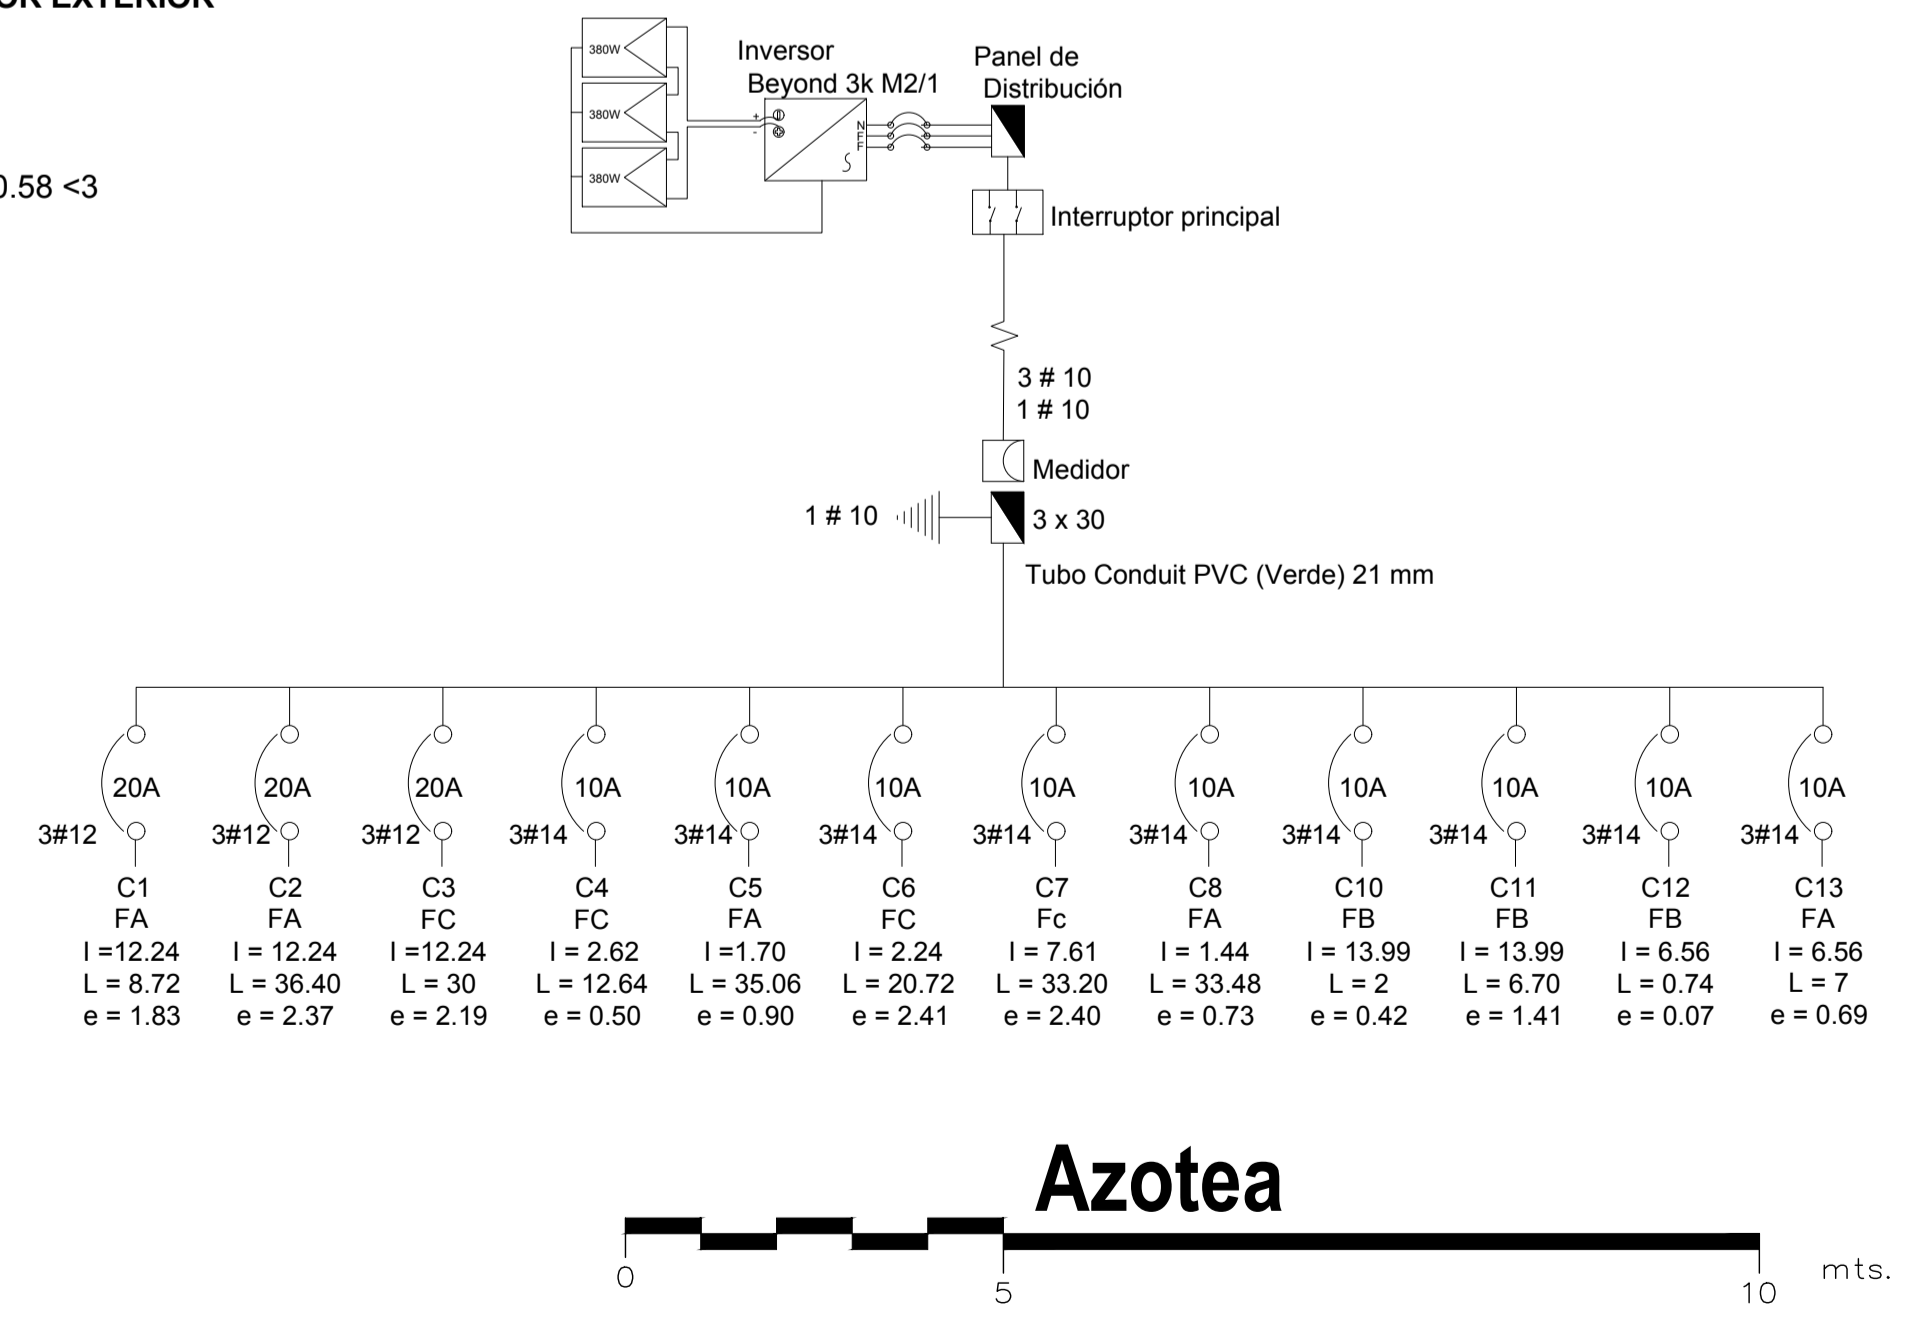 OR EXTERIOR
0.58 <3
380W
380W
380W
Inversor
Beyond 3k M2/1
+
-
N
F
F
S
Panel de
Distribución
Interruptor principal
3 # 10
1 # 10
Medidor
1 # 10
3 x 30
Tubo Conduit PVC (Verde) 21 mm
20A
20A
20A
10A
10A
10A
10A
10A
10A
10A
10A
10A
3#12
3#12
3#12
3#14
3#14
3#14
3#14
3#14
3#14
3#14
3#14
3#14
C1
FA
I =12.24
L = 8.72
e = 1.83
C2
FA
I = 12.24
L = 36.40
e = 2.37
C3
FC
I =12.24
L = 30
e = 2.19
C4
FC
I = 2.62
L = 12.64
e = 0.50
C5
FA
I =1.70
L = 35.06
e = 0.90
C6
FC
I = 2.24
L = 20.72
e = 2.41
C7
Fc
I = 7.61
L = 33.20
e = 2.40
C8
FA
I = 1.44
L = 33.48
e = 0.73
C10
FB
I = 13.99
L = 2
e = 0.42
C11
FB
I = 13.99
L = 6.70
e = 1.41
C12
FB
I = 6.56
L = 0.74
e = 0.07
C13
FA
I = 6.56
L = 7
e = 0.69
Azotea
0
5
10
mts.